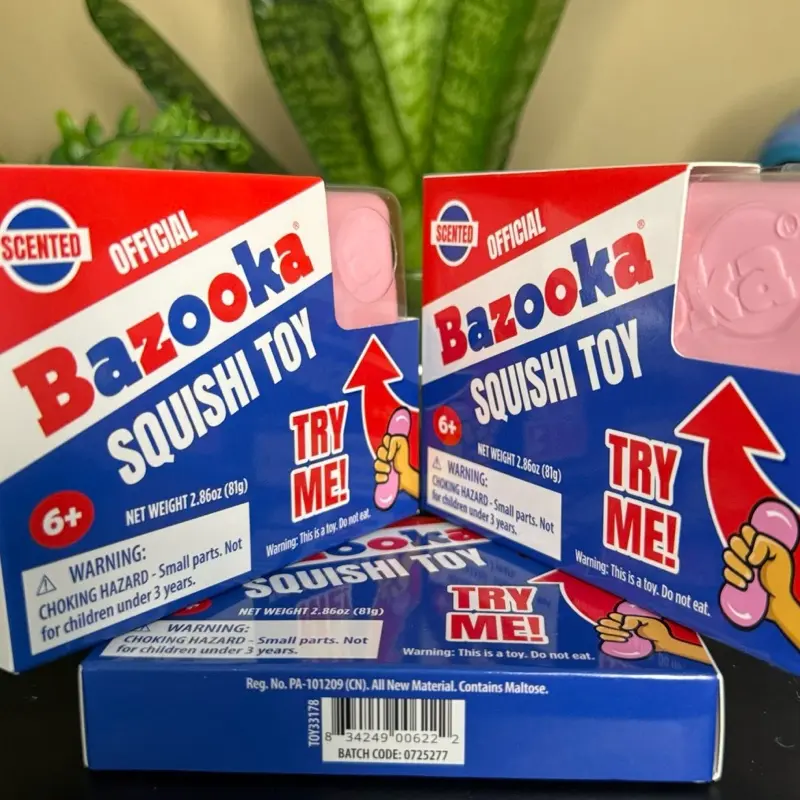 SCENTED
OFFICIAL
Bazooka®
SQUISHI TOY
TRY
ME!
6+
NET WEIGHT 2.86oz (81g)
WARNING:
CHOKING HAZARD - Small parts. Not
for children under 3 years.
Warning: This is a toy. Do not eat.
SCENTED
OFFICIAL
Bazooka®
ka®
SQUISHI TOY
6+
NET WEIGHT 2.86oz (81g)
WARNING:
CHOKING HAZARD - Small parts. Not
for children under 3 years.
TRY
ME!
Warning: This is a toy. Do not eat.
SQUISHI TOY
NET WEIGHT 2.86oz (81g)
TRY
ME!
WARNING:
CHOKING HAZARD - Small parts. Not
for children under 3 years.
Warning: This is a toy. Do not eat.
Reg. No. PA-101209 (CN). All New Material. Contains Maltose.
TOY33178
8 34249 00622 2
BATCH CODE: 0725277